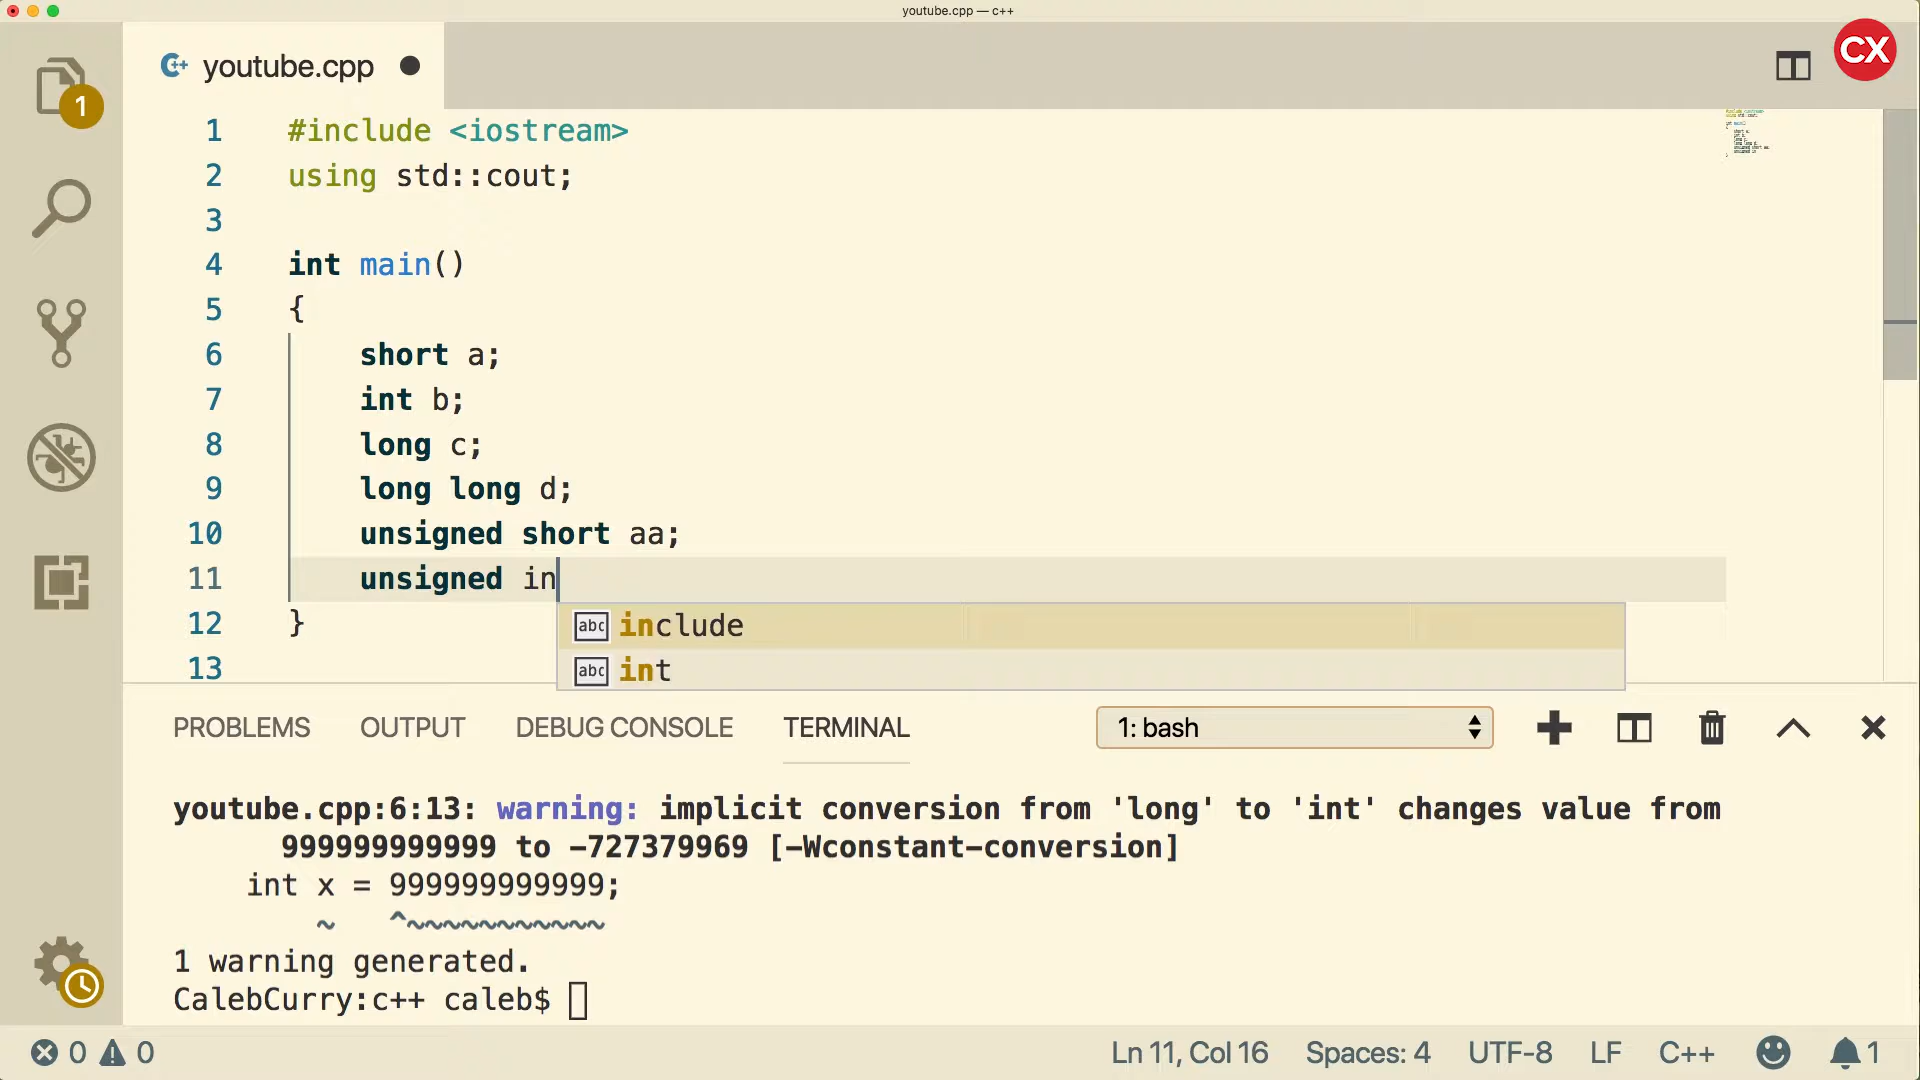 youtube.cpp — c++
CX
youtube.cpp
1
1 #include <iostream>
2 using std::cout;
3
4 int main()
5 {
6 short a;
7 int b;
8 long c;
9 long long d;
10 unsigned short aa;
11 unsigned in
12 }
13
abc include
abc int
PROBLEMS OUTPUT DEBUG CONSOLE TERMINAL 1: bash
youtube.cpp:6:13: warning: implicit conversion from 'long' to 'int' changes value from
999999999999 to -727379969 [-Wconstant-conversion]
int x = 999999999999;
~ ^~~~~~~~~~~~
1 warning generated.
CalebCurry:c++ caleb$
0 0 Ln 11, Col 16 Spaces: 4 UTF-8 LF C++ 1